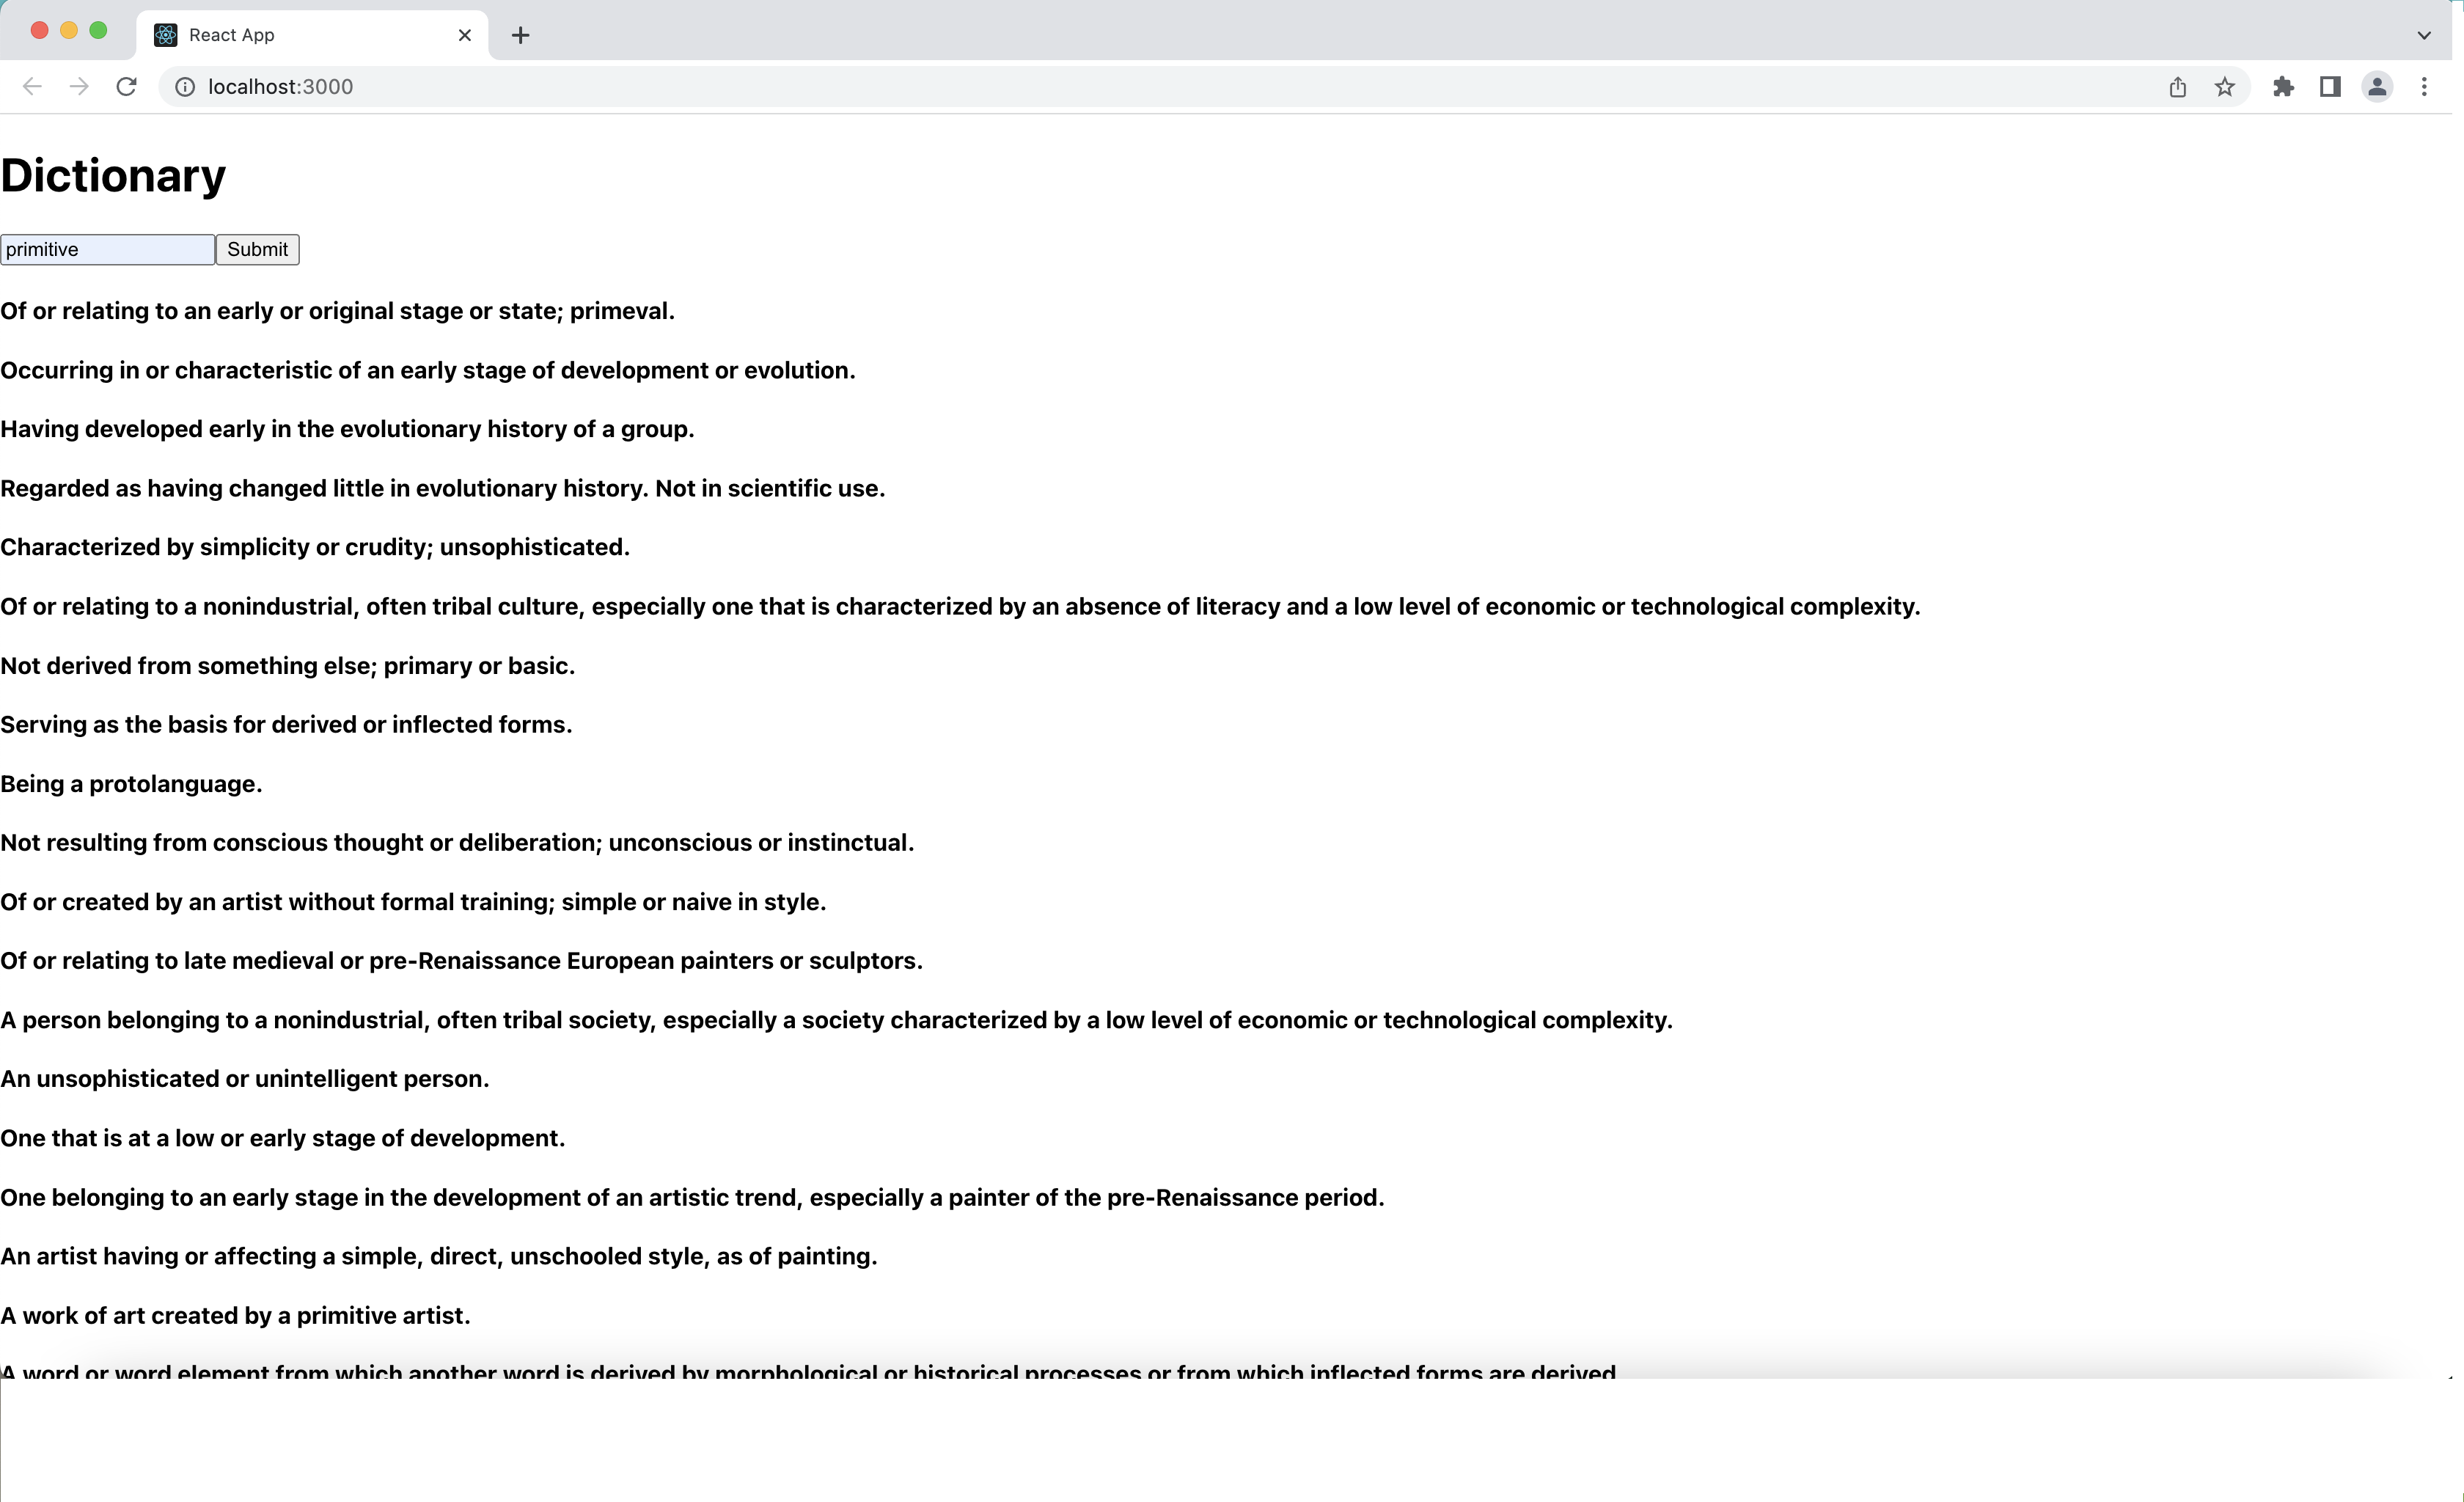 React App
localhost:3000
Dictionary
primitive Submit
Of or relating to an early or original stage or state; primeval.
Occurring in or characteristic of an early stage of development or evolution.
Having developed early in the evolutionary history of a group.
Regarded as having changed little in evolutionary history. Not in scientific use.
Characterized by simplicity or crudity; unsophisticated.
Of or relating to a nonindustrial, often tribal culture, especially one that is characterized by an absence of literacy and a low level of economic or technological complexity.
Not derived from something else; primary or basic.
Serving as the basis for derived or inflected forms.
Being a protolanguage.
Not resulting from conscious thought or deliberation; unconscious or instinctual.
Of or created by an artist without formal training; simple or naive in style.
Of or relating to late medieval or pre-Renaissance European painters or sculptors.
A person belonging to a nonindustrial, often tribal society, especially a society characterized by a low level of economic or technological complexity.
An unsophisticated or unintelligent person.
One that is at a low or early stage of development.
One belonging to an early stage in the development of an artistic trend, especially a painter of the pre-Renaissance period.
An artist having or affecting a simple, direct, unschooled style, as of painting.
A work of art created by a primitive artist.
A word or word element from which another word is derived by morphological or historical processes or from which inflected forms are derived